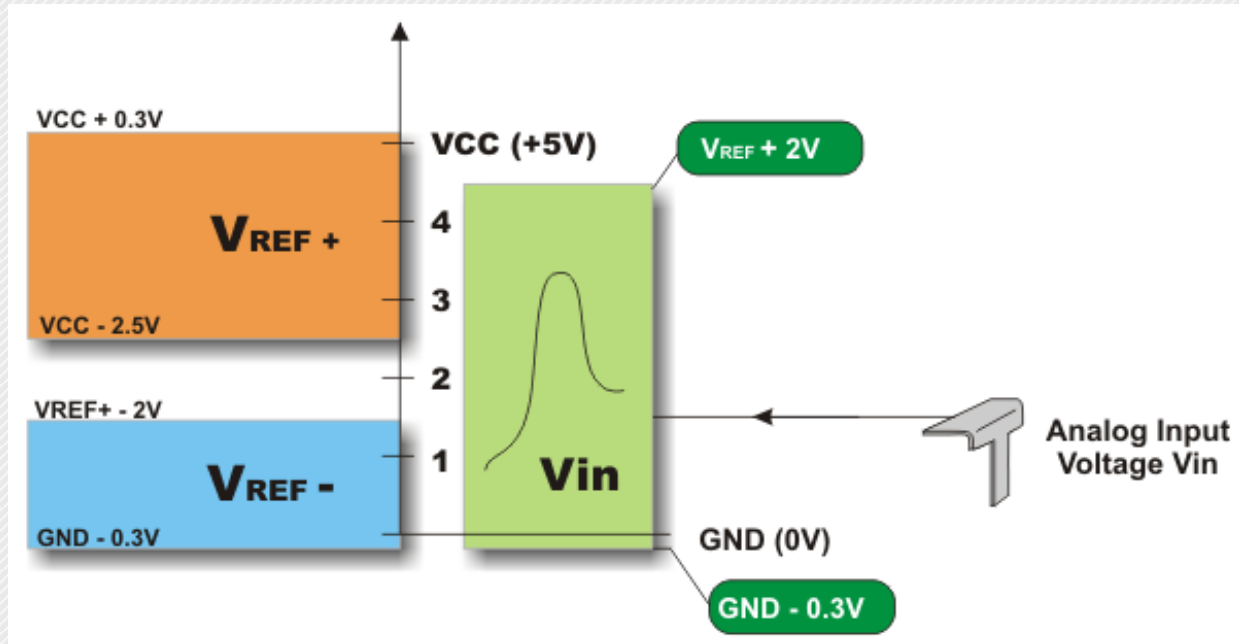 VCC + 0.3V
VCC (+5V)
VREF + 2V
4
VREF +
3
VCC - 2.5V
2
VREF+ - 2V
1
VREF -
Vin
Analog Input
Voltage Vin
GND - 0.3V
GND (0V)
GND - 0.3V